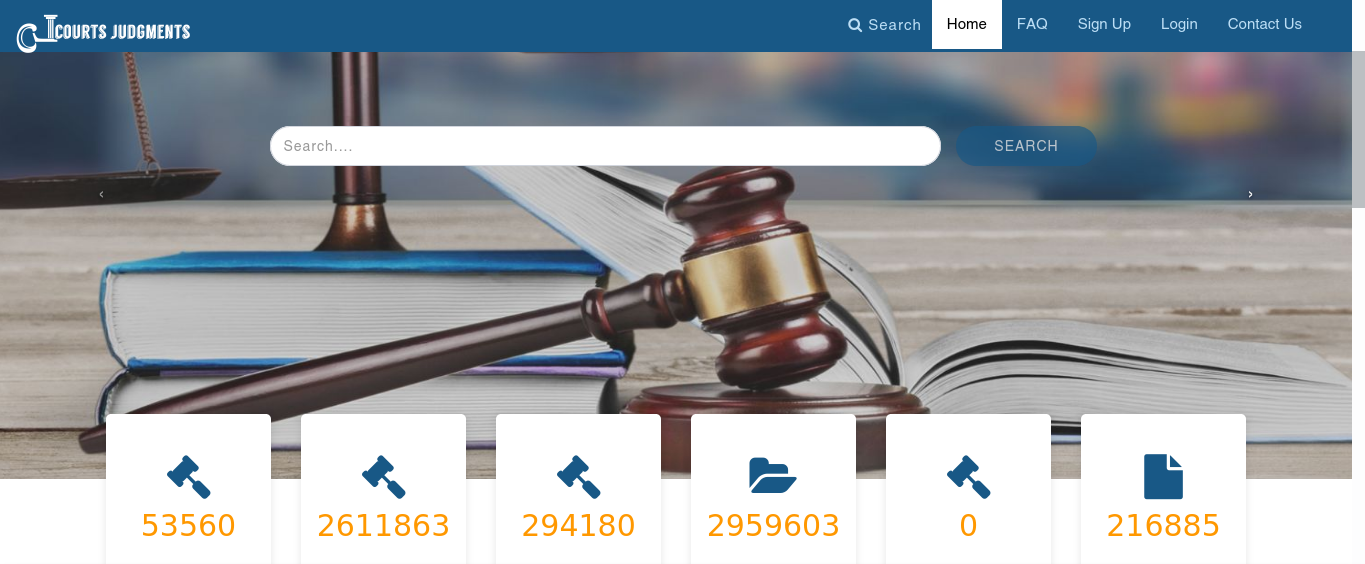 COURTS JUDGMENTS
Search
Home
FAQ
Sign Up
Login
Contact Us
Search....
SEARCH
‹
›
53560
2611863
294180
2959603
0
216885